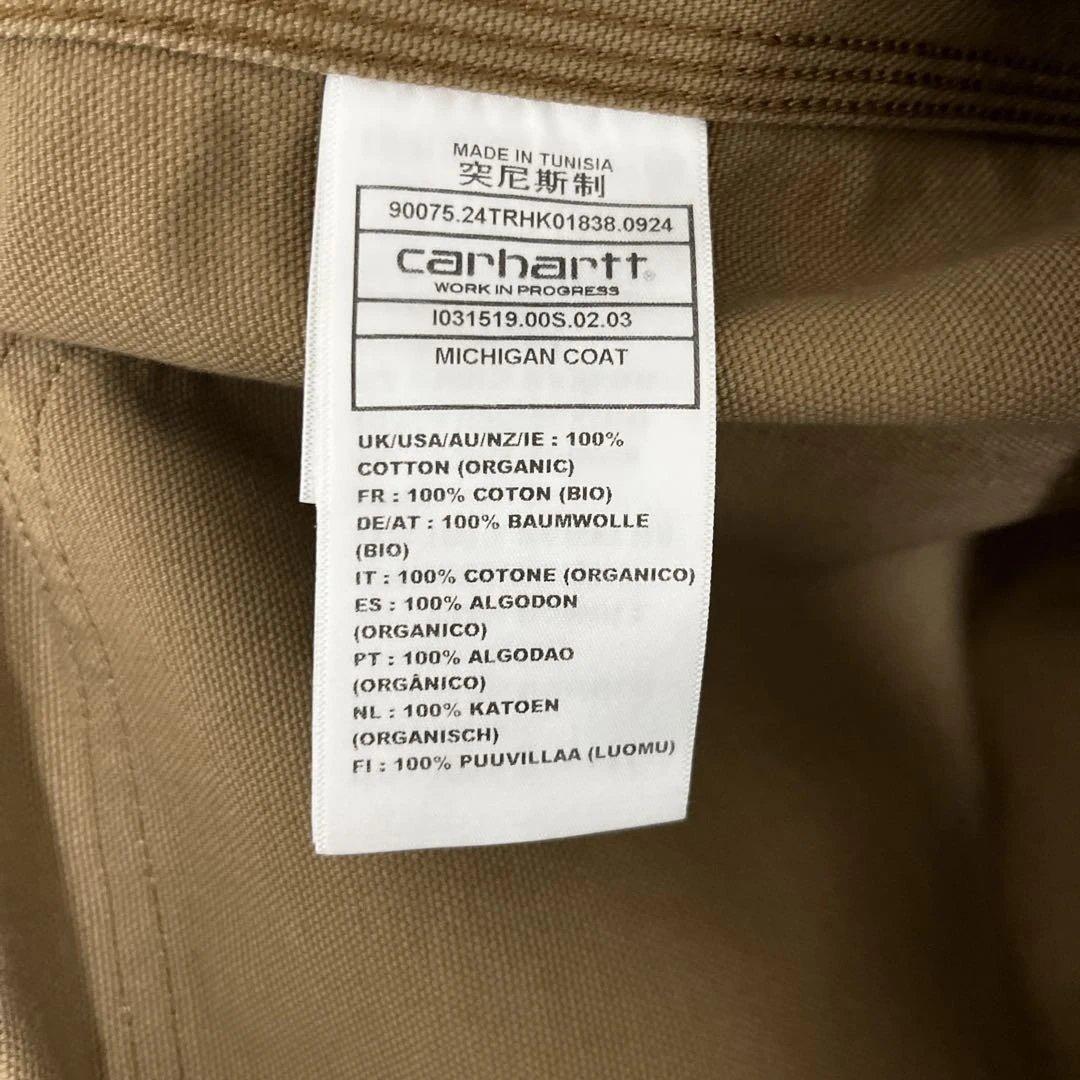 MADE IN TUNISIA
突尼斯制
90075.24TRHK01838.0924
carhartt®
WORK IN PROGRESS
I031519.00S.02.03
MICHIGAN COAT
UK/USA/AU/NZ/IE : 100%
COTTON (ORGANIC)
FR : 100% COTON (BIO)
DE/AT : 100% BAUMWOLLE
(BIO)
IT : 100% COTONE (ORGANICO)
ES : 100% ALGODON
(ORGANICO)
PT : 100% ALGODAO
(ORGÂNICO)
NL : 100% KATOEN
(ORGANISCH)
FI : 100% PUUVILLAA (LUOMU)